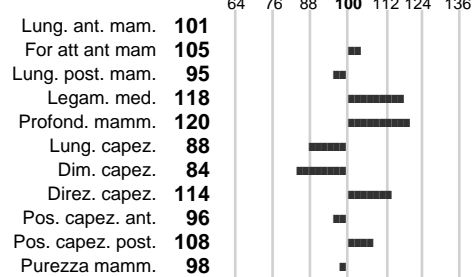 64 76 88 100 112 124 136
Lung. ant. mam. 101
For att ant mam 105
Lung. post. mam. 95
Legam. med. 118
Profond. mamm. 120
Lung. capez. 88
Dim. capez. 84
Direz. capez. 114
Pos. capez. ant. 96
Pos. capez. post. 108
Purezza mamm. 98